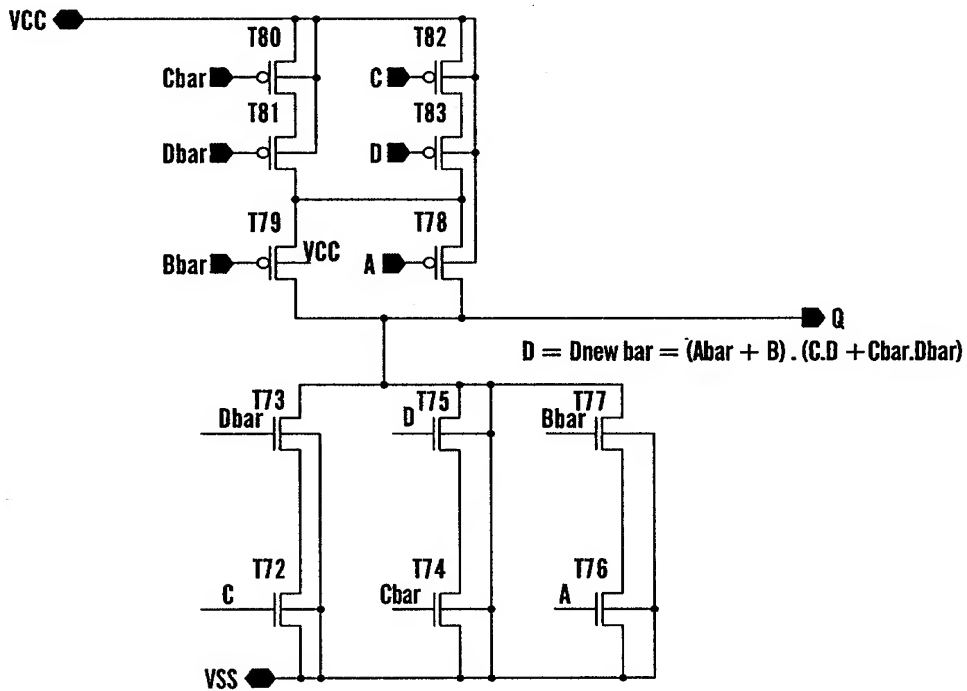 VCC
T80
T82
Cbar
C
T81
T83
Dbar
D
T79
T78
Bbar
VCC
A
Q
D = Dnew bar = (Abar + B) . (C.D + Cbar.Dbar)
T73
T75
T77
Dbar
D
Bbar
T72
T74
T76
C
Cbar
A
VSS